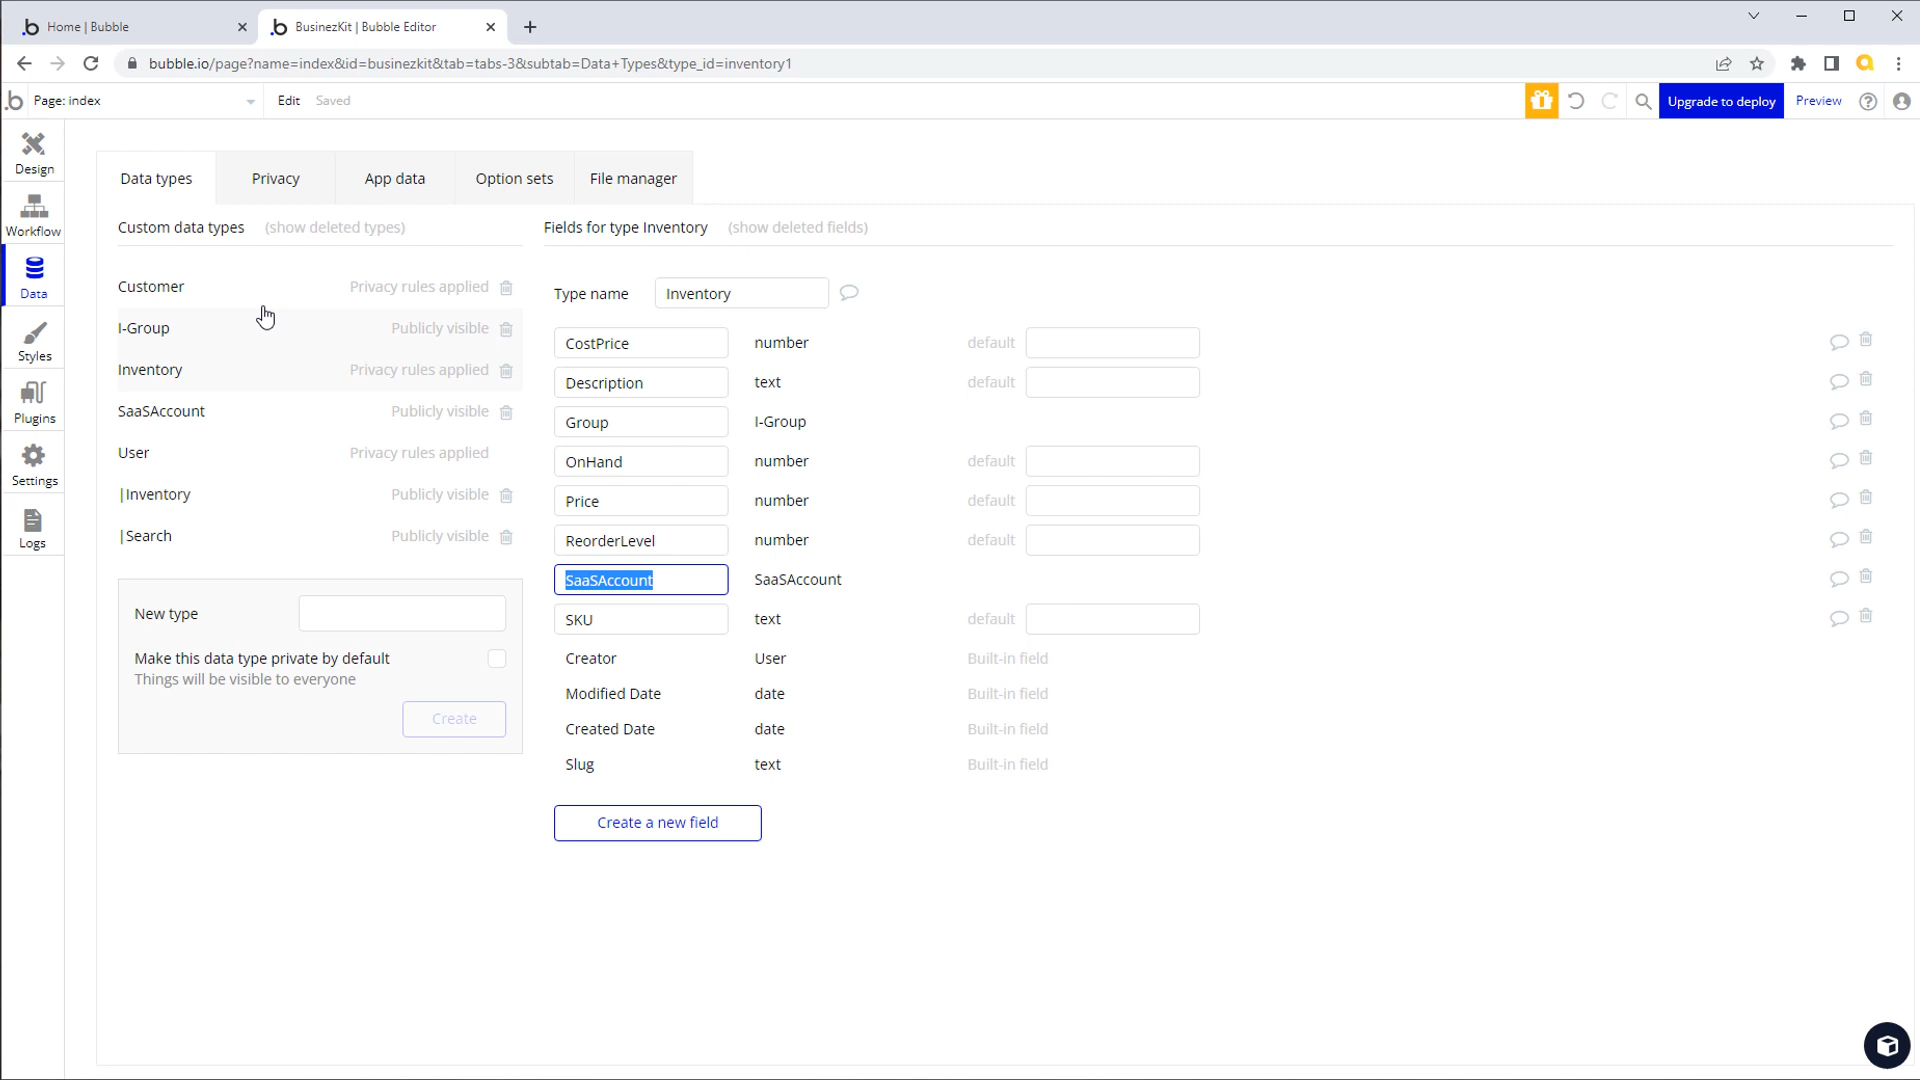 Home | Bubble
BusinezKit | Bubble Editor
bubble.io/page?name=index&id=businezkit&tab=tabs-3&subtab=Data+Types&type_id=inventory1
Page: index
Edit
Saved
Upgrade to deploy
Preview
Design
Workflow
Data
Styles
Plugins
Settings
Logs
Data types
Privacy
App data
Option sets
File manager
Custom data types (show deleted types)
Customer Privacy rules applied
I-Group Publicly visible
Inventory Privacy rules applied
SaaSAccount Publicly visible
User Privacy rules applied
|Inventory Publicly visible
|Search Publicly visible
New type
Make this data type private by default
Things will be visible to everyone
Create
Fields for type Inventory (show deleted fields)
Type name Inventory
CostPrice number default
Description text default
Group I-Group
OnHand number default
Price number default
ReorderLevel number default
SaaSAccount SaaSAccount
SKU text default
Creator User Built-in field
Modified Date date Built-in field
Created Date date Built-in field
Slug text Built-in field
Create a new field